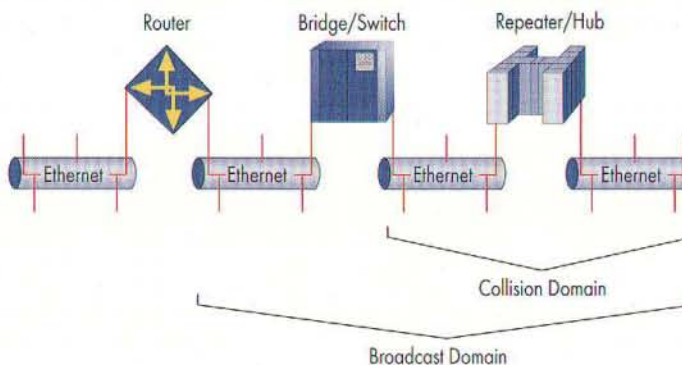 Router
Bridge/Switch
Repeater/Hub
Ethernet
Ethernet
Ethernet
Ethernet
Collision Domain
Broadcast Domain